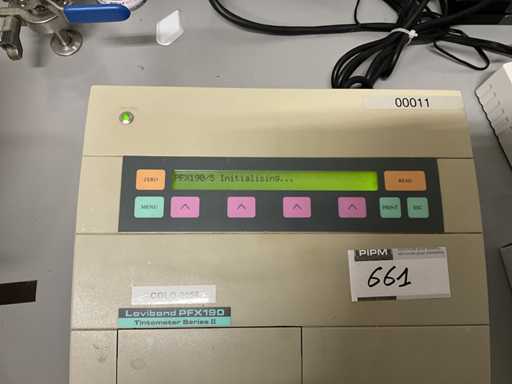 00011
ZERO
PFX190/5 Initialising...
READ
MENU
PRINT
ESC
PiPM
661
Lovibond PFX190
Tintometer Series II